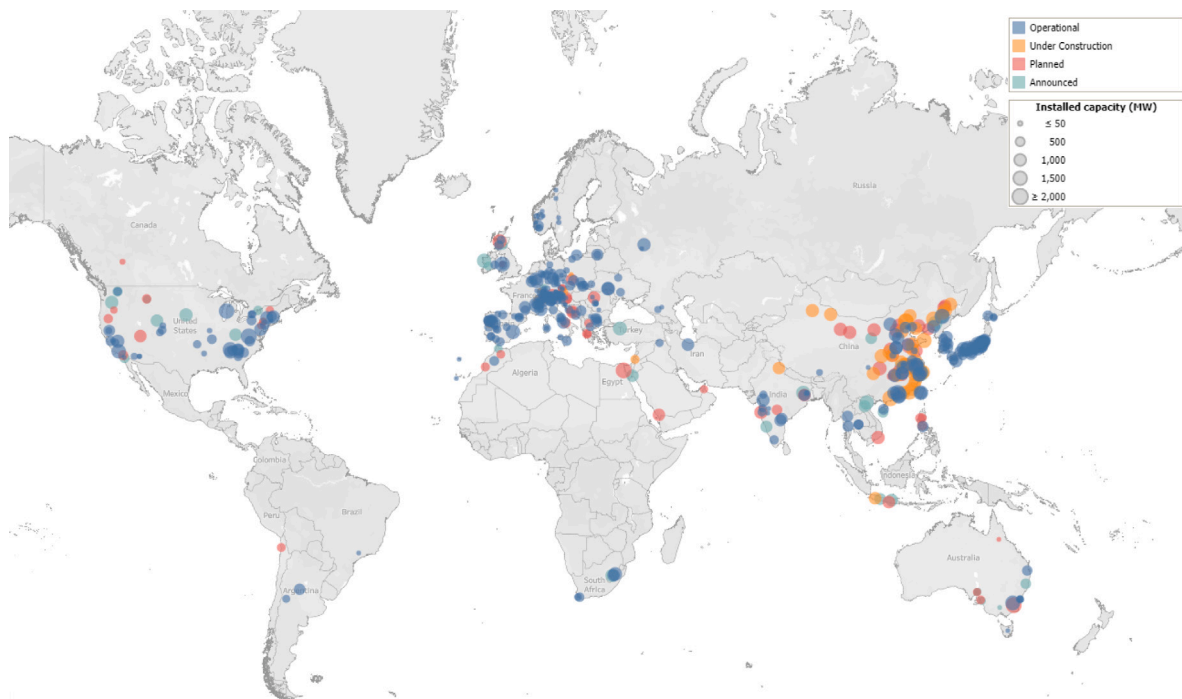 Operational
Under Construction
Planned
Announced
Installed capacity (MW)
≤ 50
500
1,000
1,500
≥ 2,000
Russia
Canada
France
United
States
Turkey
China
Iran
Algeria
Egypt
India
Mexico
Colombia
Indonesia
Peru
Brazil
Australia
South
Africa
Argentina